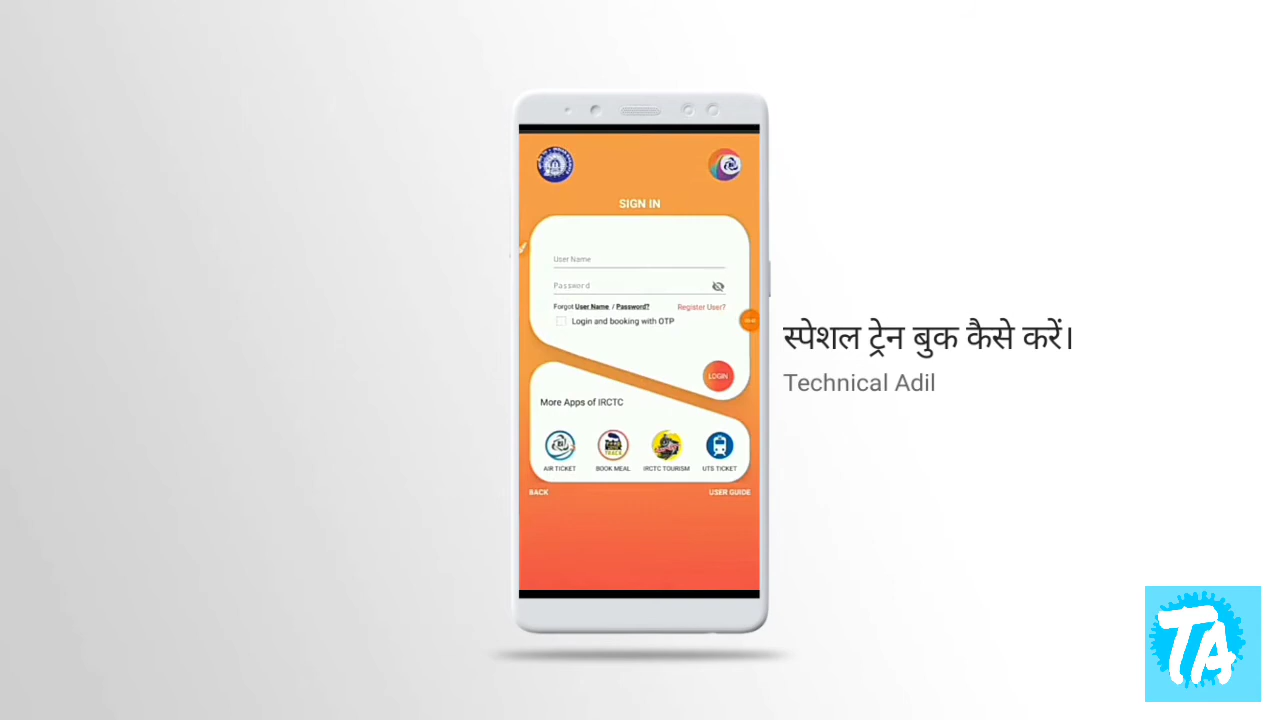 SIGN IN
User Name
Password
Forgot User Name / Password?
Register User?
Login and booking with OTP
LOGIN
More Apps of IRCTC
AIR TICKET
BOOK MEAL
IRCTC TOURISM
UTS TICKET
BACK
USER GUIDE
स्पेशल ट्रेन बुक कैसे करें।
Technical Adil
TA